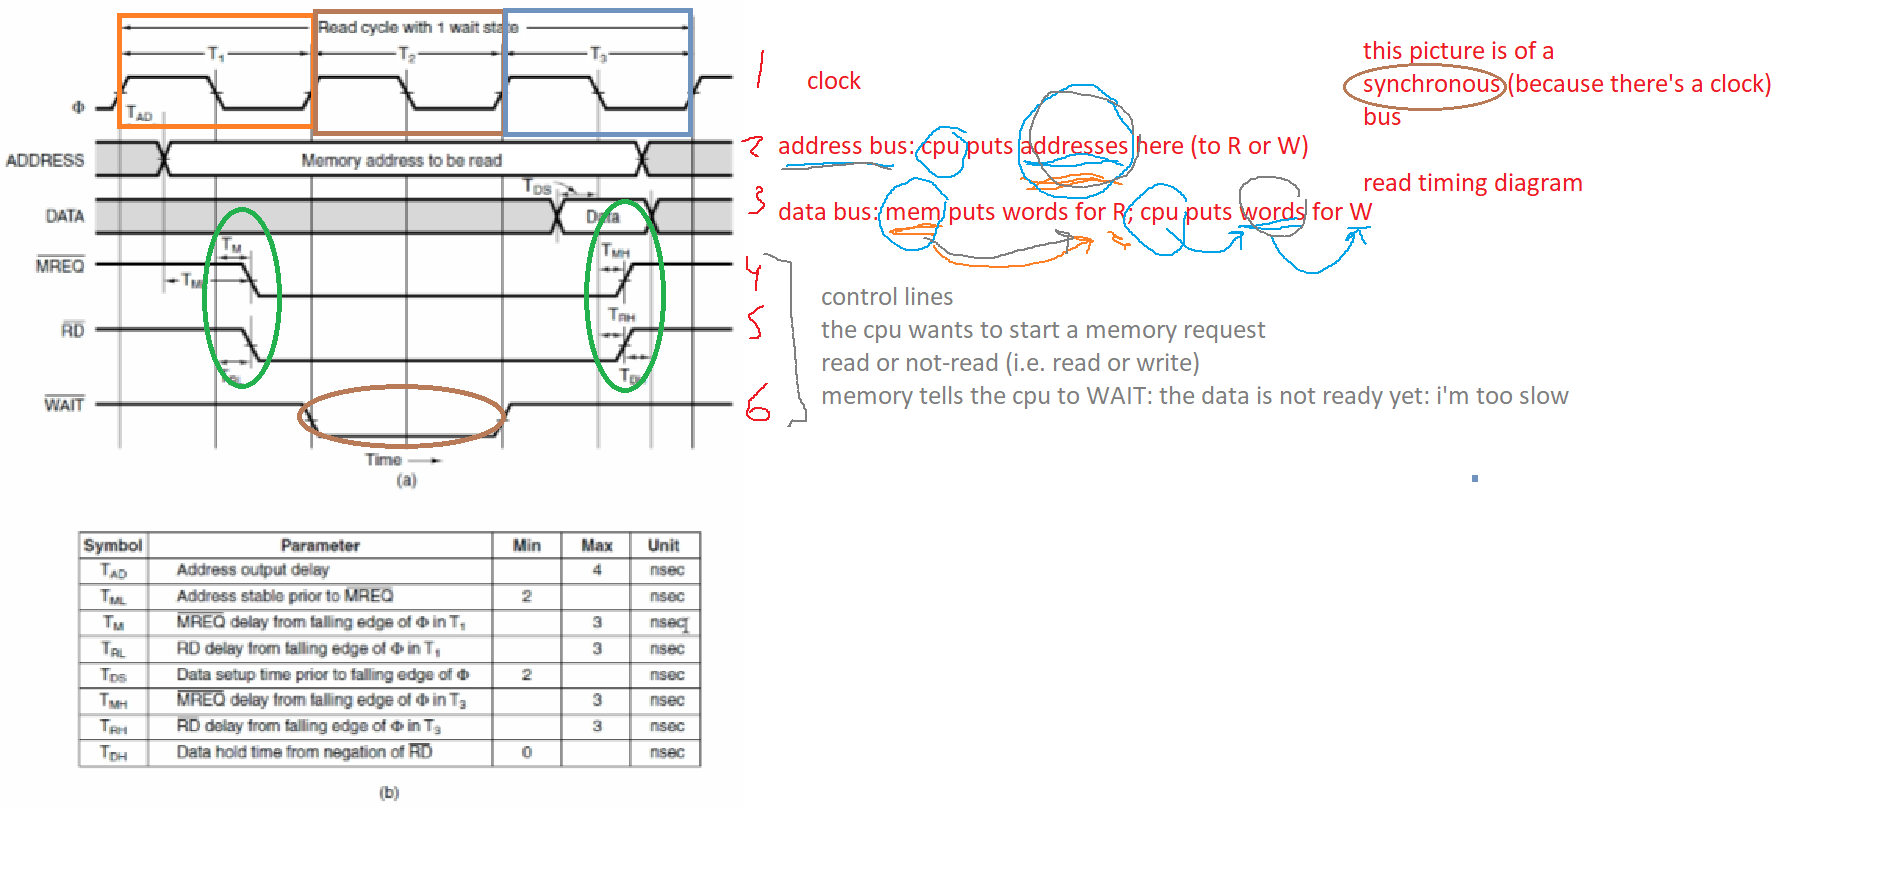 Read cycle with 1 wait state
T1
T2
T3
Φ
TAD
ADDRESS
Memory address to be read
TDS
DATA
Data
TM
TMH
MREQ
TRH
RD
WAIT
Time
(a)
Symbol Parameter Min Max Unit
TAD Address output delay 4 nsec
TML Address stable prior to MREQ 2 nsec
TM MREQ delay from falling edge of Φ in T1 3 nsec
TRL RD delay from falling edge of Φ in T1 3 nsec
TDS Data setup time prior to falling edge of Φ 2 nsec
TMH MREQ delay from falling edge of Φ in T3 3 nsec
TRH RD delay from falling edge of Φ in T3 3 nsec
TDH Data hold time from negation of RD 0 nsec
(b)
1 clock
2 address bus: cpu puts addresses here (to R or W)
3 data bus: mem puts words for R; cpu puts words for W
4
5
6
control lines
the cpu wants to start a memory request
read or not-read (i.e. read or write)
memory tells the cpu to WAIT: the data is not ready yet: i'm too slow
this picture is of a
synchronous (because there's a clock)
bus
read timing diagram